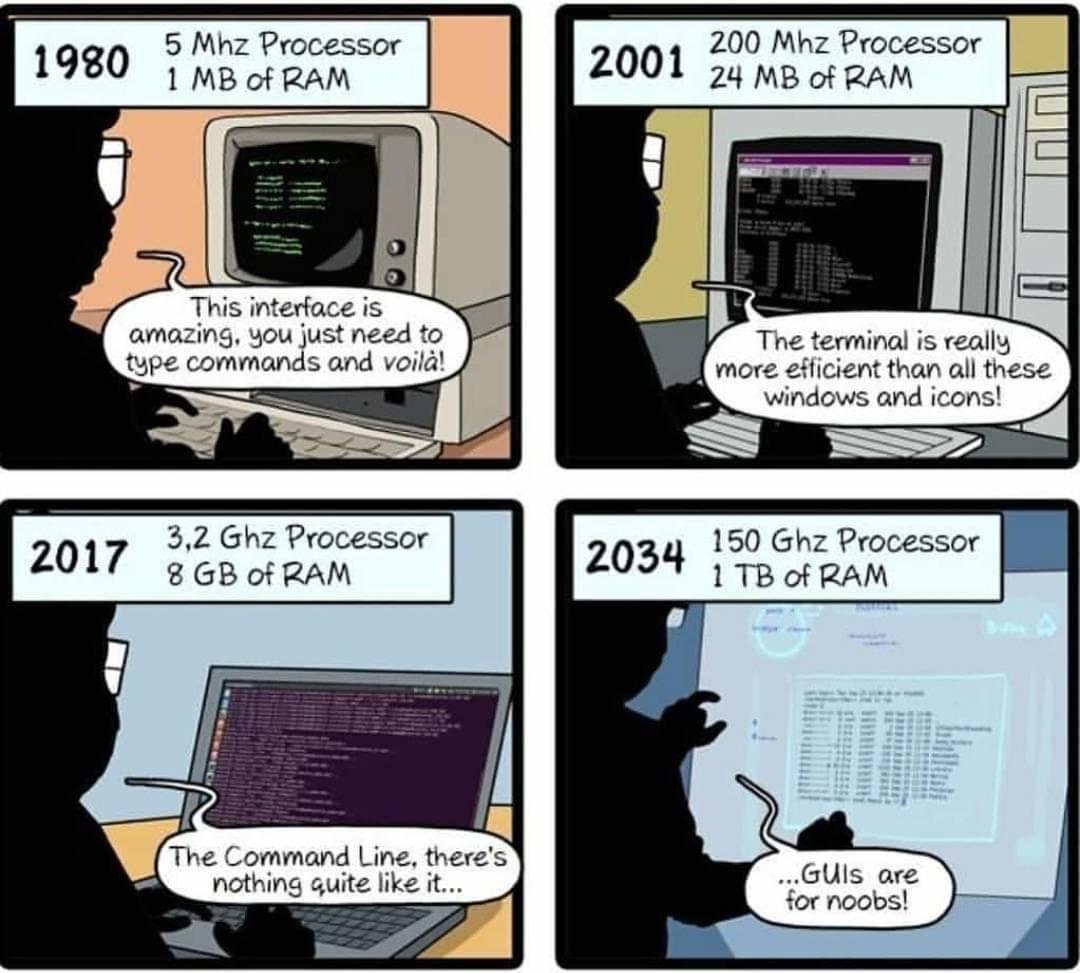 1980
5 Mhz Processor
1 MB of RAM
This interface is
amazing, you just need to
type commands and voilà!
2001
200 Mhz Processor
24 MB of RAM
The terminal is really
more efficient than all these
windows and icons!
2017
3,2 Ghz Processor
8 GB of RAM
The Command Line, there's
nothing quite like it...
2034
150 Ghz Processor
1 TB of RAM
...GUIs are
for noobs!